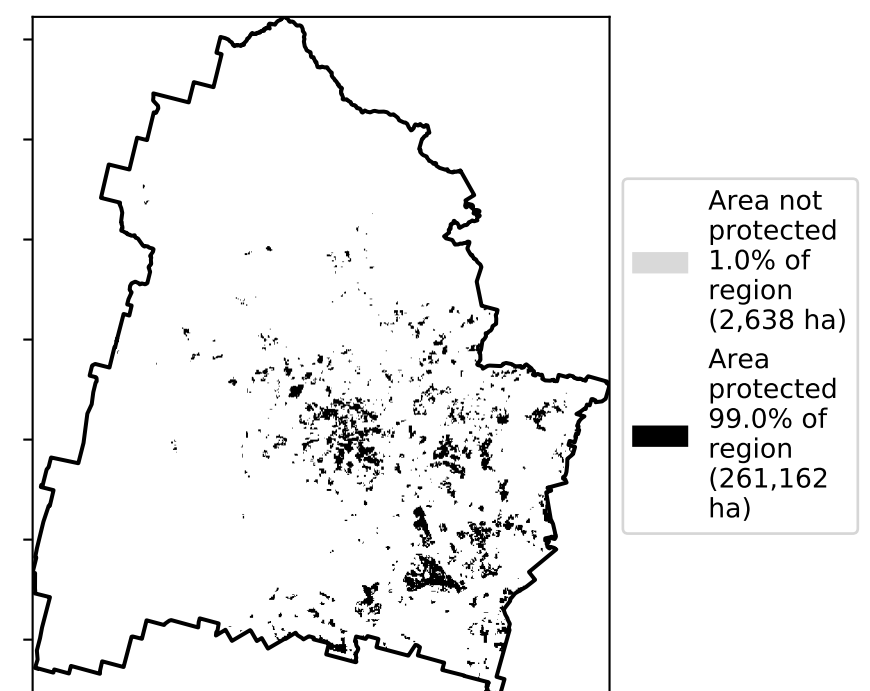 Area not
protected
1.0% of
region
(2,638 ha)
Area
protected
99.0% of
region
(261,162
ha)